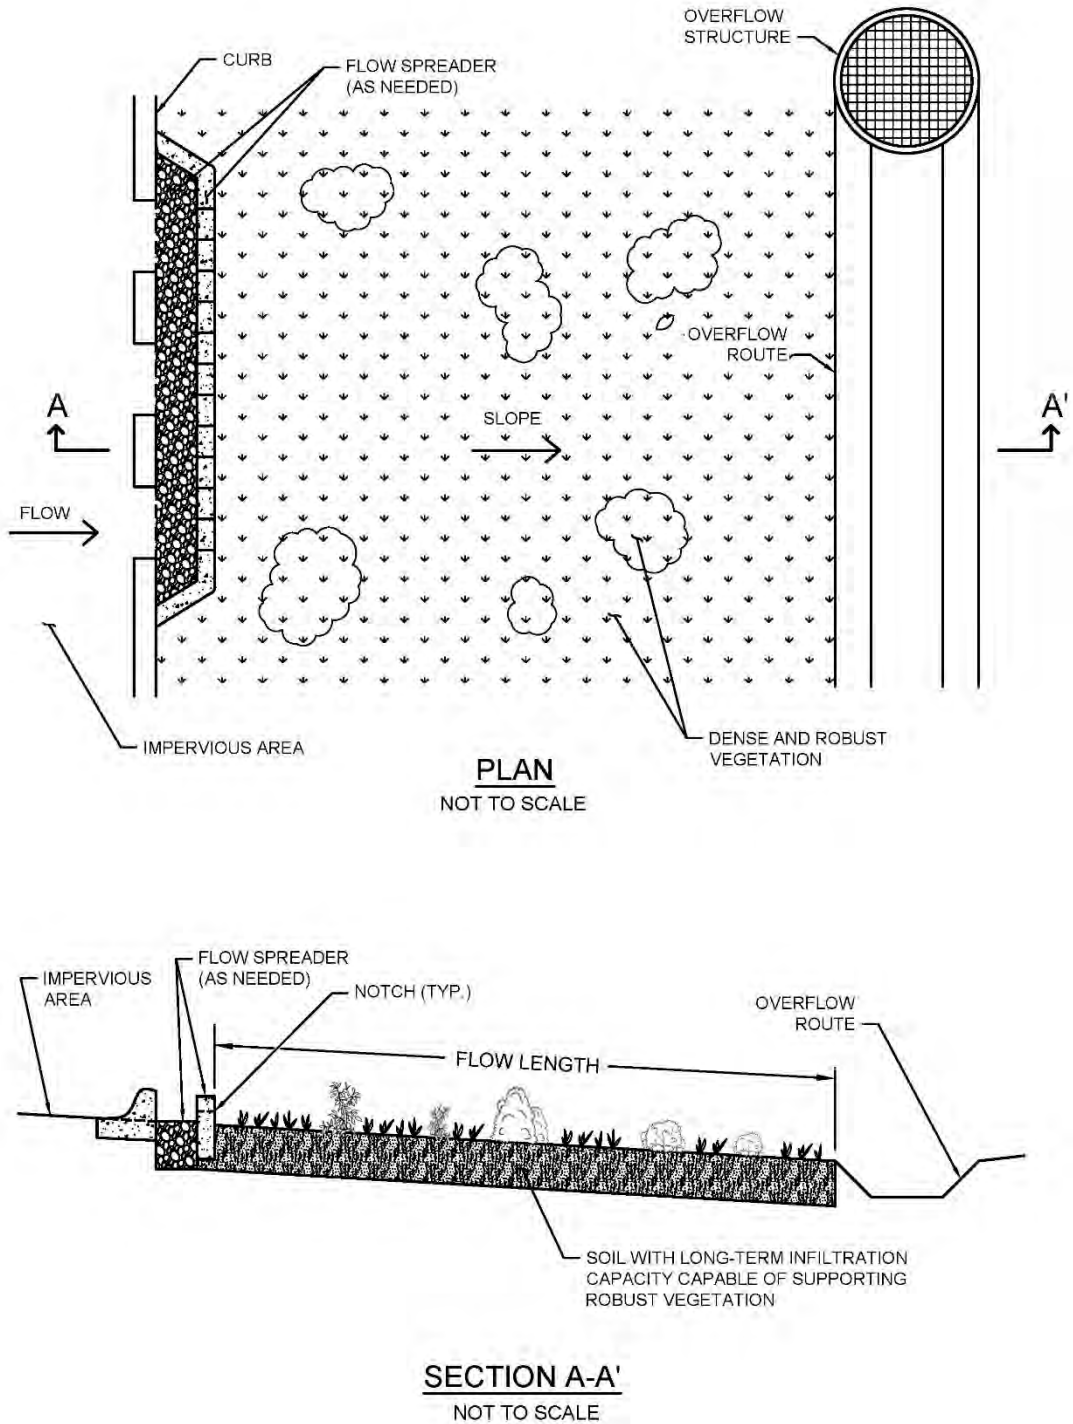 OVERFLOW
STRUCTURE
CURB
FLOW SPREADER
(AS NEEDED)
OVERFLOW
ROUTE
A
A'
SLOPE
FLOW
IMPERVIOUS AREA
DENSE AND ROBUST
VEGETATION
PLAN
NOT TO SCALE
FLOW SPREADER
(AS NEEDED)
IMPERVIOUS
AREA
NOTCH (TYP.)
OVERFLOW
ROUTE
FLOW LENGTH
SOIL WITH LONG-TERM INFILTRATION
CAPACITY CAPABLE OF SUPPORTING
ROBUST VEGETATION
SECTION A-A'
NOT TO SCALE